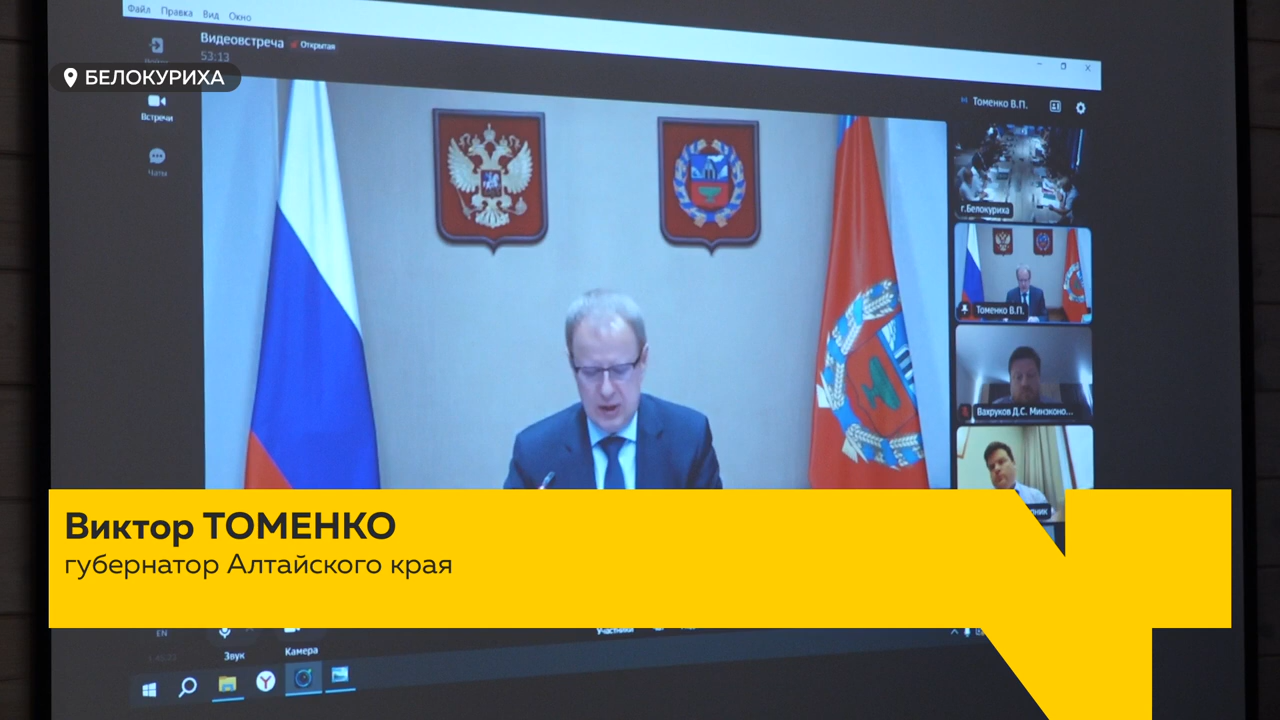 Файл Правка Вид Окно
Видеовстреча Открытая
53:13
БЕЛОКУРИХА
Встречи
Чаты
Томенко В.П.
г.Белокуриха
Томенко В.П.
Вахруков Д.С. Минэконо...
Виктор ТОМЕНКО
губернатор Алтайского края
EN
Звук
Камера
Участники